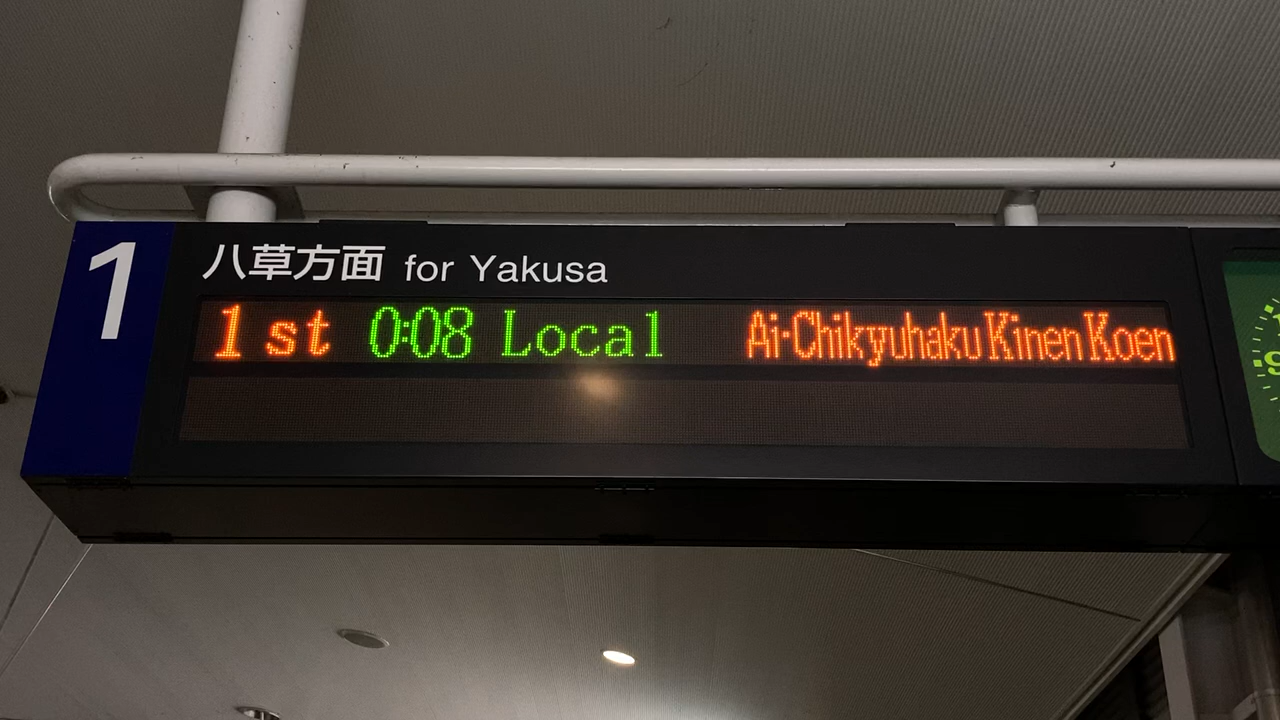 1
八草方面 for Yakusa
1st 0:08 Local Ai-Chikyuhaku Kinen Koen